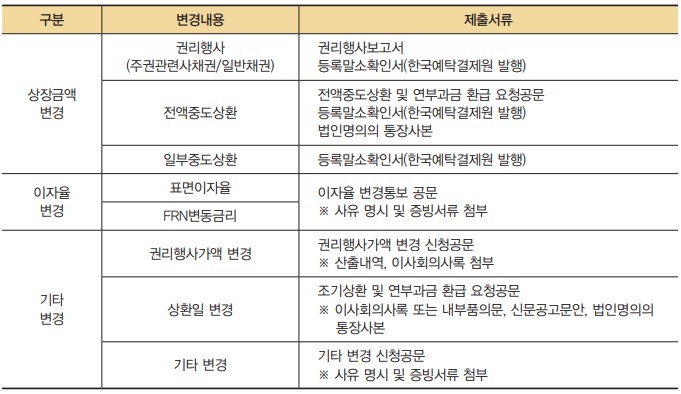 구분 변경내용 제출서류
상장금액
변경
권리행사
(주권관련사채권/일반채권)
권리행사보고서
등록말소확인서(한국예탁결제원 발행)
전액중도상환
전액중도상환 및 연부과금 환급 요청공문
등록말소확인서(한국예탁결제원 발행)
법인명의의 통장사본
일부중도상환
등록말소확인서(한국예탁결제원 발행)
이자율
변경
표면이자율
FRN변동금리
이자율 변경통보 공문
※ 사유 명시 및 증빙서류 첨부
기타
변경
권리행사가액 변경
권리행사가액 변경 신청공문
※ 산출내역, 이사회의사록 첨부
상환일 변경
조기상환 및 연부과금 환급 요청공문
※ 이사회의사록 또는 내부품의문, 신문공고문안, 법인명의의
통장사본
기타 변경
기타 변경 신청공문
※ 사유 명시 및 증빙서류 첨부